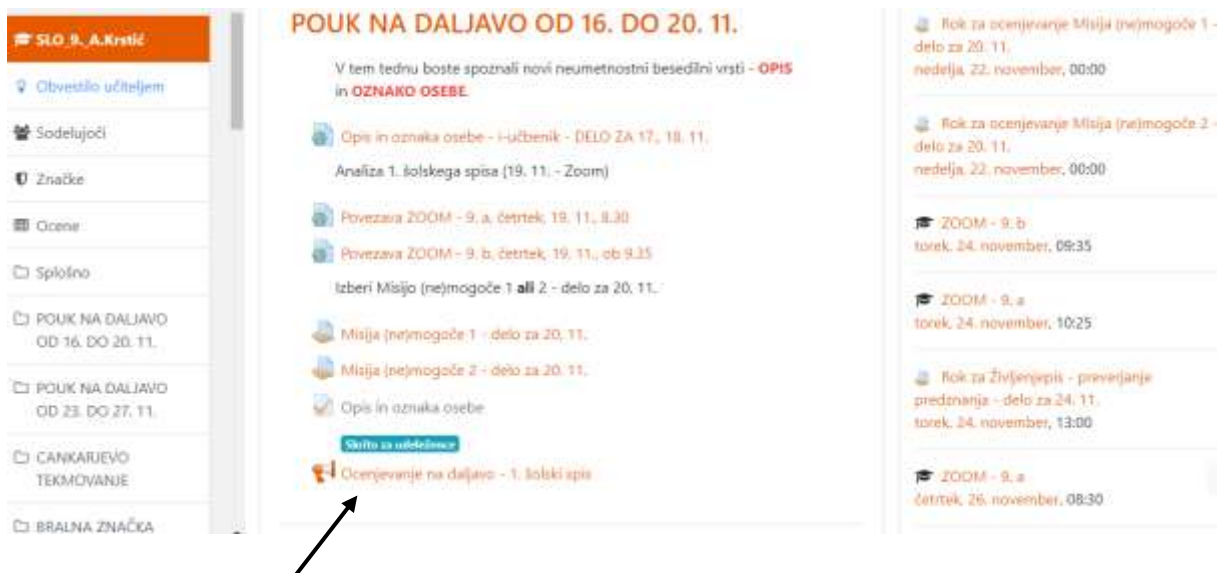 SLO_9._A.Krstić
Obvestilo učiteljem
Sodelujoči
Značke
Ocene
Splošno
POUK NA DALJAVO
OD 16. DO 20. 11.
POUK NA DALJAVO
OD 23. DO 27. 11.
CANKARJEVO
TEKMOVANJE
BRALNA ZNAČKA
POUK NA DALJAVO OD 16. DO 20. 11.
V tem tednu boste spoznali novi neumetnostni besedilni vrsti - OPIS
in OZNAKO OSEBE.
Opis in oznaka osebe - i-učbenik - DELO ZA 17., 18. 11.
Analiza 1. šolskega spisa (19. 11. - Zoom)
Povezava ZOOM - 9. a, četrtek, 19. 11., 8.30
Povezava ZOOM - 9. b, četrtek, 19. 11., ob 9.35
Izberi Misijo (ne)mogoče 1 ali 2 - delo za 20. 11.
Misija (ne)mogoče 1 - delo za 20. 11.
Misija (ne)mogoče 2 - delo za 20. 11.
Opis in oznaka osebe
Skrito za udeležence
Ocenjevanje na daljavo - 1. šolski spis
Rok za ocenjevanje Misija (ne)mogoče 1 -
delo za 20. 11.
nedelja, 22. november, 00:00
Rok za ocenjevanje Misija (ne)mogoče 2 -
delo za 20. 11.
nedelja, 22. november, 00:00
ZOOM - 9. b
torek, 24. november, 09:35
ZOOM - 9. a
torek, 24. november, 10:25
Rok za Življenjepis - preverjanje
predznanja - delo za 24. 11.
torek, 24. november, 13:00
ZOOM - 9. a
četrtek, 26. november, 08:30